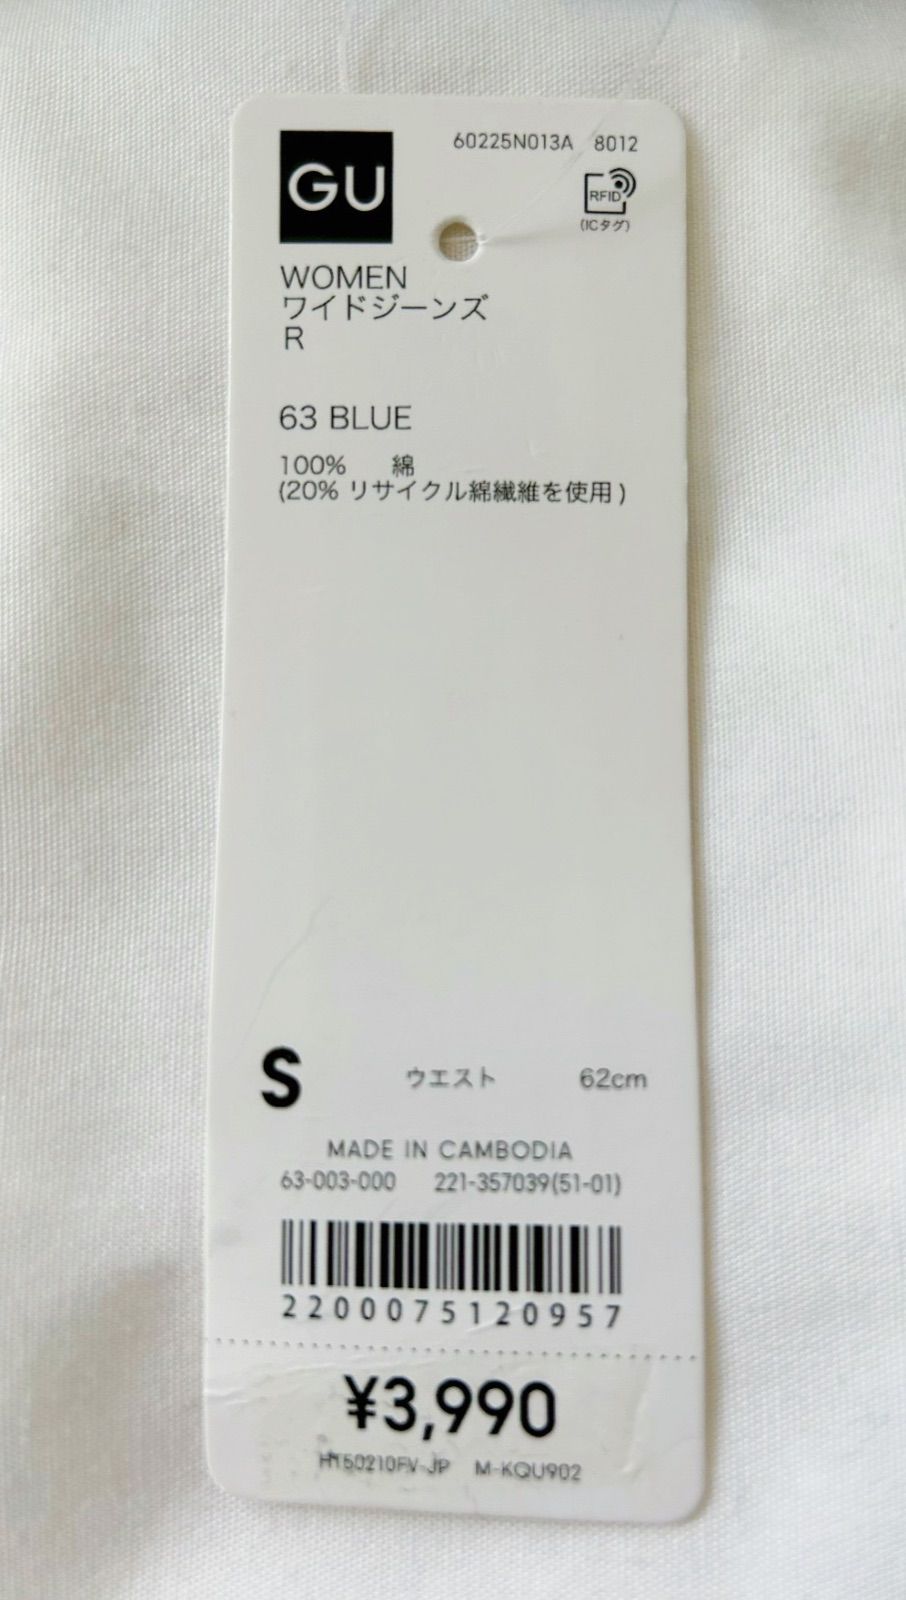 GU
60225N013A 8012
RFID
(ICタグ)
WOMEN
ワイドジーンズ
R
63 BLUE
100% 綿
(20% リサイクル綿繊維を使用)
S ウエスト 62cm
MADE IN CAMBODIA
63-003-000 221-357039(51-01)
2200075120957
¥3,990
HT50210FV-JP M-KQU902